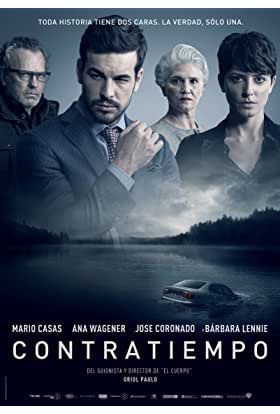 TODA HISTORIA TIENE DOS CARAS. LA VERDAD, SÓLO UNA.
MARIO CASAS ANA WAGENER JOSE CORONADO Y BÁRBARA LENNIE
CONTRATIEMPO
DEL GUIONISTA Y DIRECTOR DE "EL CUERPO"
ORIOL PAULO